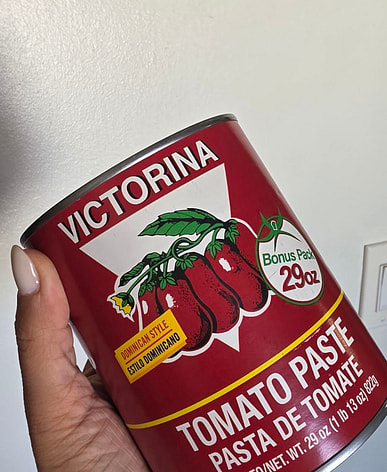 VICTORINA
Bonus Pack
29oz
DOMINICAN STYLE
ESTILO DOMINICANO
TOMATO PASTE
PASTA DE TOMATE
NET. WT. 29 oz (1 lb 13 oz) 822g